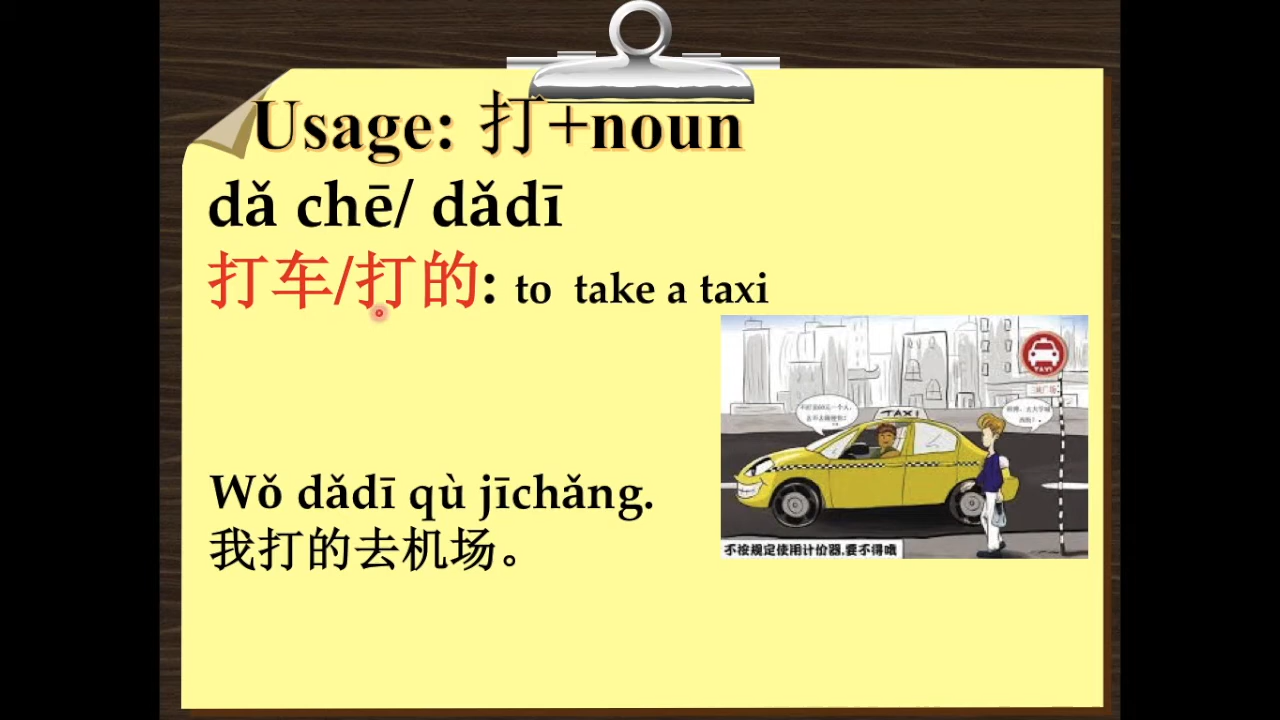 Usage: 打+noun
dǎ chē/ dǎdī
打车/打的: to take a taxi
TAXI
TAXI
Wǒ dǎdī qù jīchǎng.
我打的去机场。
不按规定使用计价器,要不得哦